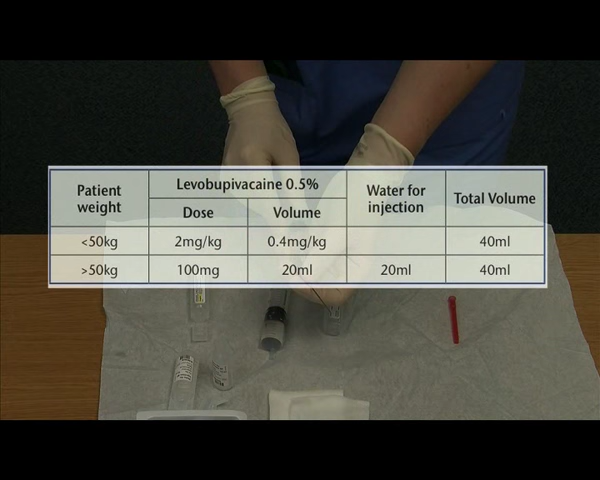 Patient weight
Levobupivacaine 0.5%
Water for injection
Total Volume
Dose
Volume
<50kg
2mg/kg
0.4mg/kg
40ml
>50kg
100mg
20ml
20ml
40ml